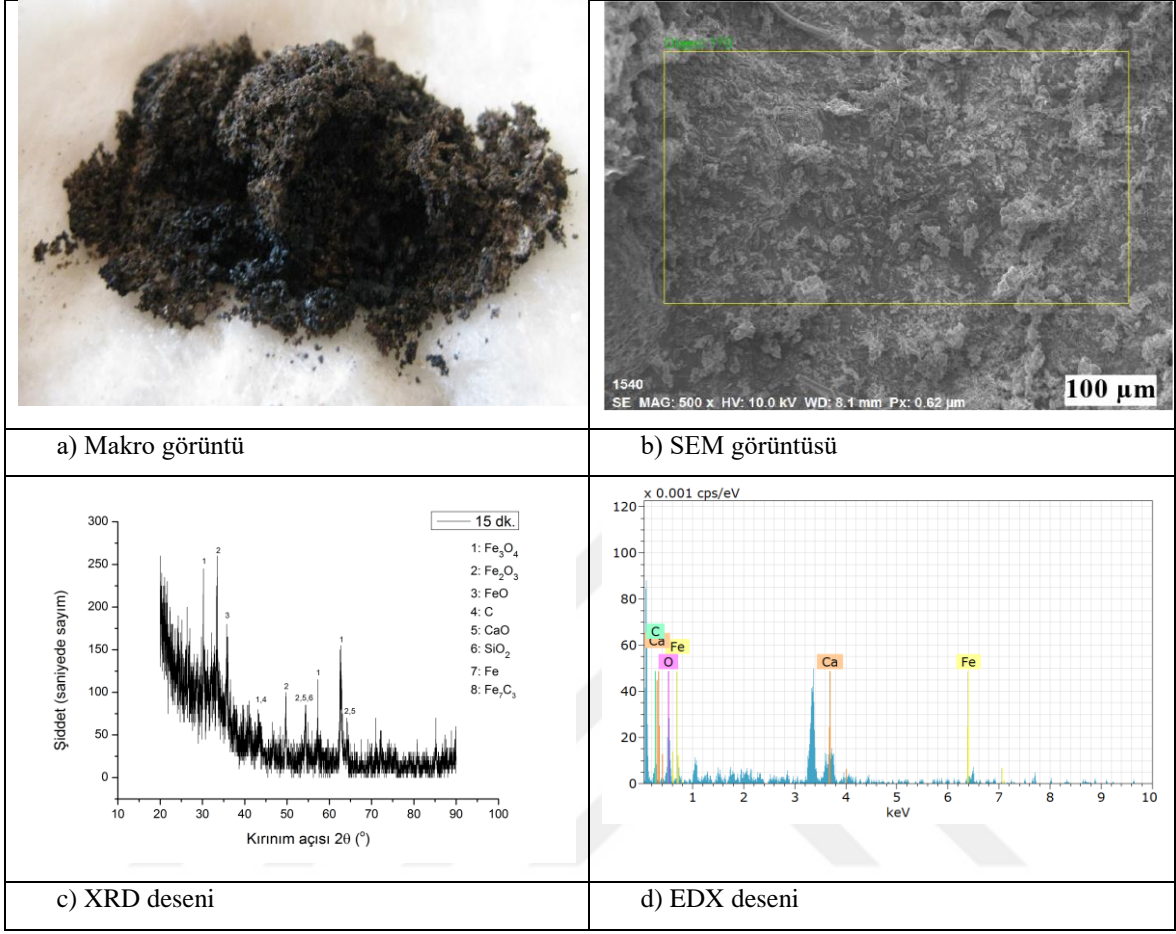 1540
SE MAG: 500 x HV: 10.0 kV WD: 8.1 mm Px: 0.62 µm
100 µm
a) Makro görüntü
b) SEM görüntüsü
15 dk.
1: Fe₃O₄
2: Fe₂O₃
3: FeO
4: C
5: CaO
6: SiO₂
7: Fe
8: Fe₇C₃
1
2
3
1,4
2
2,5,6
1
1
2,5
300
250
200
150
100
50
0
Şiddet (saniyede sayım)
10 20 30 40 50 60 70 80 90 100
Kırınım açısı 2θ (°)
x 0.001 cps/eV
120
100
80
60
40
20
0
C
Ca
Fe
O
Ca
Fe
1 2 3 4 5 6 7 8 9 10
keV
c) XRD deseni
d) EDX deseni